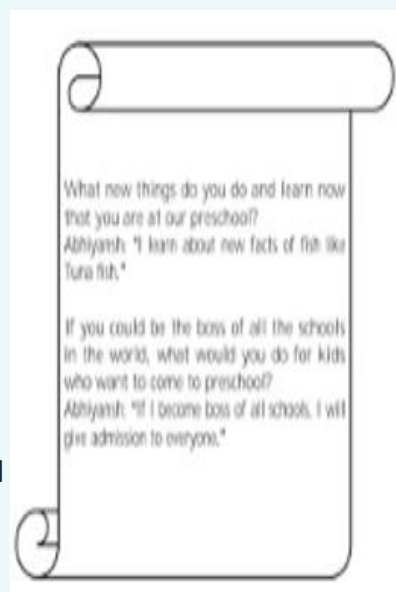 What new things do you do and learn now
that you are at our preschool?
Abhiyansh: "I learn about new facts of fish like
Tuna fish."
If you could be the boss of all the schools
in the world, what would you do for kids
who want to come to preschool?
Abhiyansh: "If I become boss of all schools, I will
give admission to everyone."